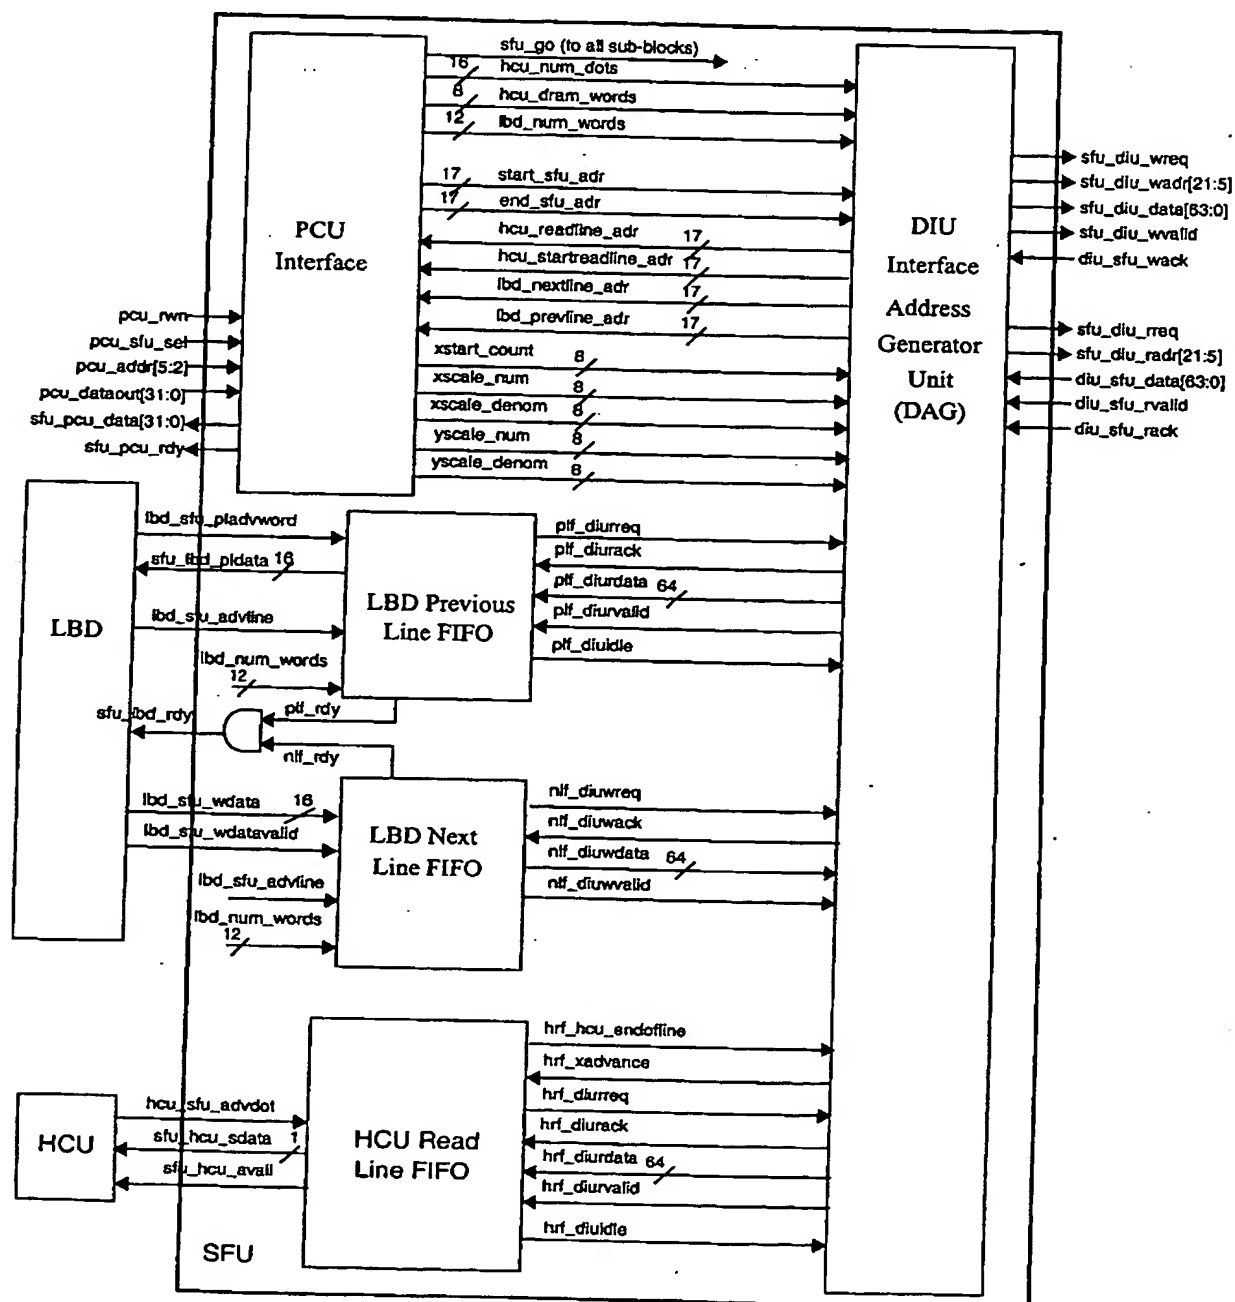 sfu_go (to all sub-blocks)
16 hcu_num_dots
8 hcu_dram_words
12 lbd_num_words
17 start_sfu_adr
17 end_sfu_adr
hcu_readline_adr 17
hcu_startreadline_adr 17
lbd_nextline_adr 17
lbd_prevline_adr 17
xstart_count 8
xscale_num 8
xscale_denom 8
yscale_num 8
yscale_denom 8
PCU
Interface
DIU
Interface
Address
Generator
Unit
(DAG)
sfu_diu_wreq
sfu_diu_wadr[21:5]
sfu_diu_data[63:0]
sfu_diu_wvalid
diu_sfu_wack
sfu_diu_rreq
sfu_diu_radr[21:5]
diu_sfu_data[63:0]
diu_sfu_rvalid
diu_sfu_rack
pcu_rwn
pcu_sfu_sel
pcu_addr[5:2]
pcu_dataout[31:0]
sfu_pcu_data[31:0]
sfu_pcu_rdy
LBD
lbd_sfu_pladvword
sfu_lbd_pldata 16
lbd_sfu_advline
lbd_num_words
12
LBD Previous
Line FIFO
plf_diurreq
plf_diurack
plf_diurdata 64
plf_diurvalid
plf_diuidle
sfu_lbd_rdy
plf_rdy
nlf_rdy
lbd_sfu_wdata 16
lbd_sfu_wdatavalid
lbd_sfu_advline
lbd_num_words
12
LBD Next
Line FIFO
nlf_diuwreq
nlf_diuwack
nlf_diuwdata 64
nlf_diuwvalid
HCU
hcu_sfu_advdot
sfu_hcu_sdata 1
sfu_hcu_avail
HCU Read
Line FIFO
hrf_hcu_endofline
hrf_xadvance
hrf_diurreq
hrf_diurack
hrf_diurdata 64
hrf_diurvalid
hrf_diuidle
SFU